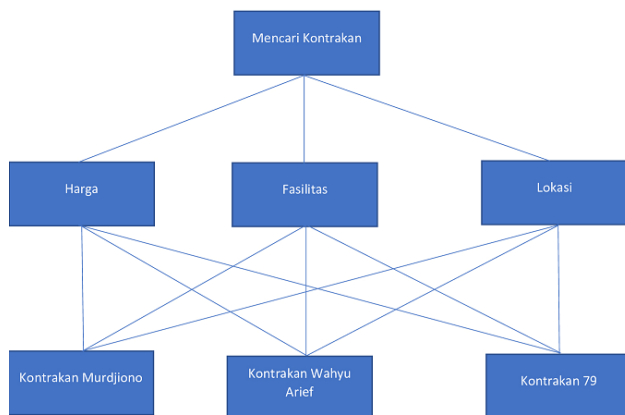 Mencari Kontrakan
Harga
Fasilitas
Lokasi
Kontrakan Murdjiono
Kontrakan Wahyu
Arief
Kontrakan 79